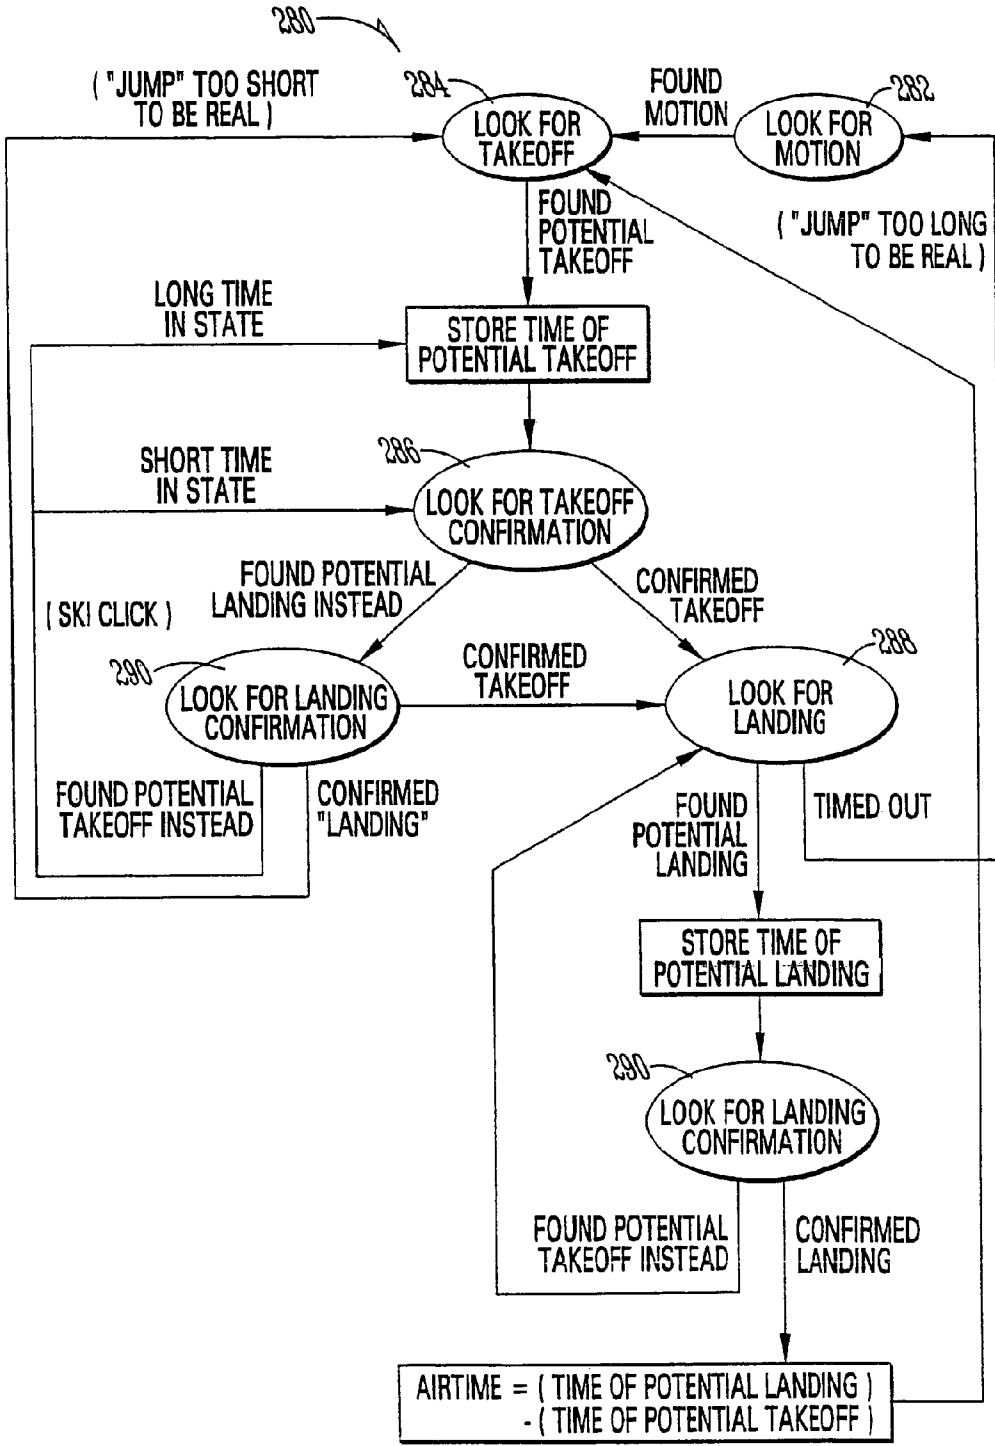 280
( "JUMP" TOO SHORT
TO BE REAL )
284
LOOK FOR
TAKEOFF
FOUND
MOTION
282
LOOK FOR
MOTION
FOUND
POTENTIAL
TAKEOFF
( "JUMP" TOO LONG
TO BE REAL )
LONG TIME
IN STATE
STORE TIME OF
POTENTIAL TAKEOFF
286
SHORT TIME
IN STATE
LOOK FOR TAKEOFF
CONFIRMATION
FOUND POTENTIAL
LANDING INSTEAD
CONFIRMED
TAKEOFF
( SKI CLICK )
290
LOOK FOR LANDING
CONFIRMATION
CONFIRMED
TAKEOFF
288
LOOK FOR
LANDING
FOUND POTENTIAL
TAKEOFF INSTEAD
CONFIRMED
"LANDING"
FOUND
POTENTIAL
LANDING
TIMED OUT
STORE TIME OF
POTENTIAL LANDING
290
LOOK FOR LANDING
CONFIRMATION
FOUND POTENTIAL
TAKEOFF INSTEAD
CONFIRMED
LANDING
AIRTIME = ( TIME OF POTENTIAL LANDING )
- ( TIME OF POTENTIAL TAKEOFF )